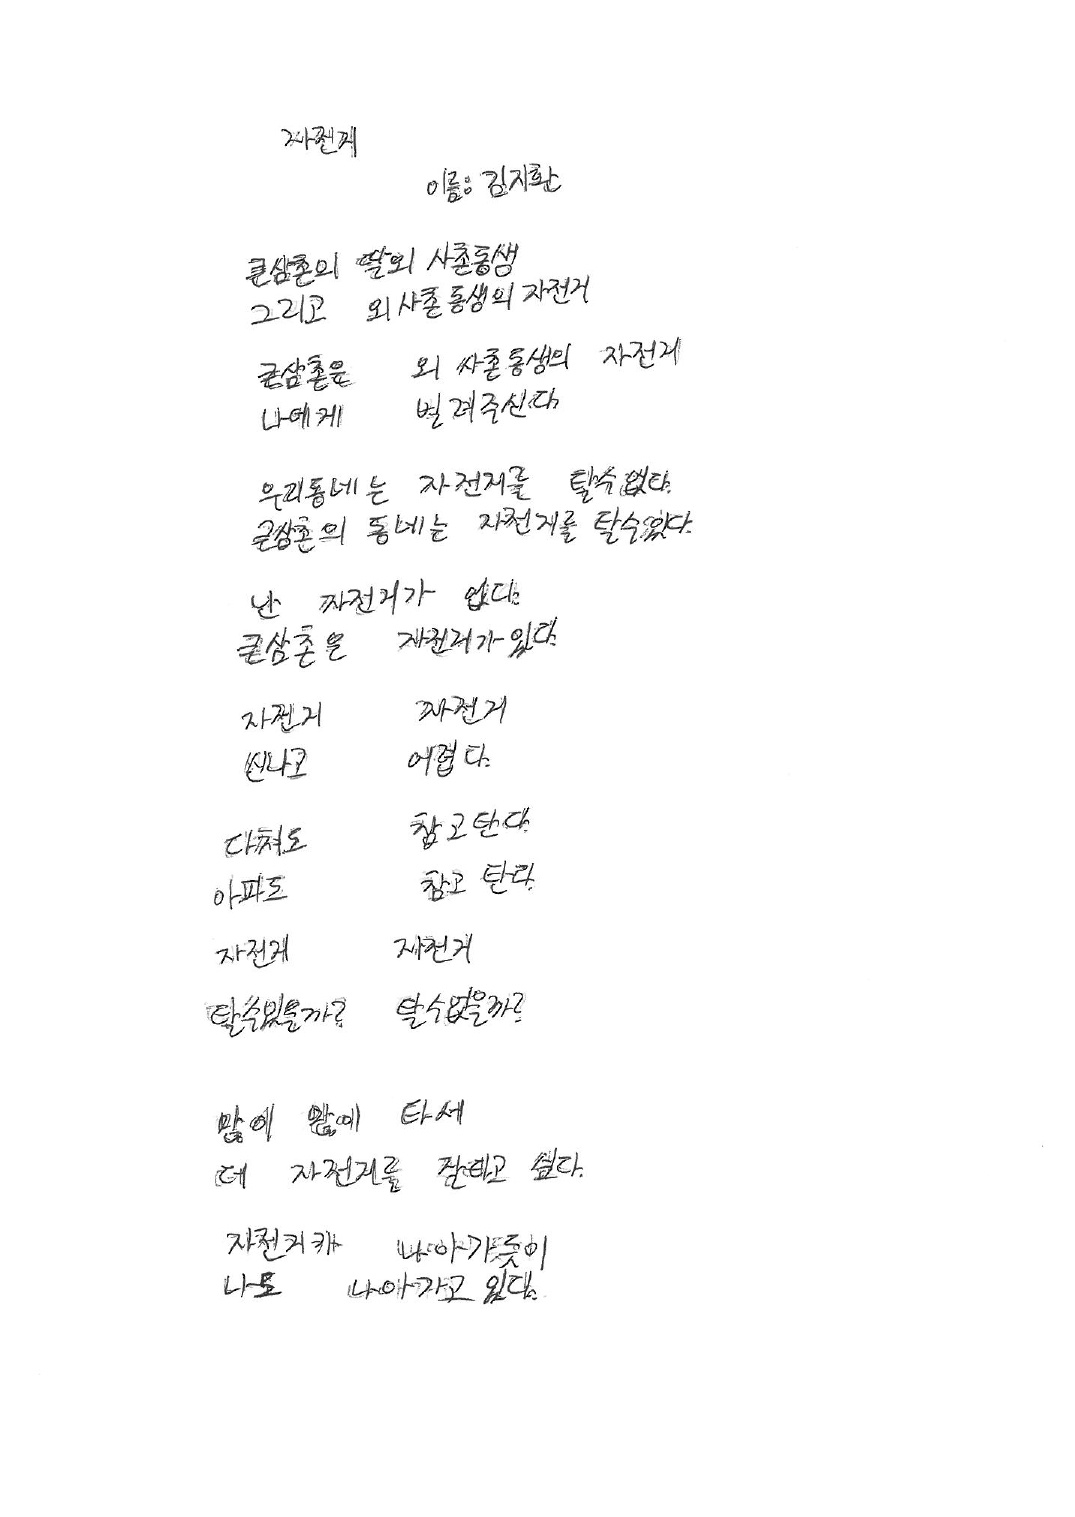 자전거
이름: 김지환
큰삼촌의 딸외 사촌동생
그리고 외사촌동생의 자전거
큰삼촌은 외 싸촌동생의 자전거
나에게 빌려주신다.
우리동네는 자전거를 탈수 없다.
큰삼촌의 동네는 자전거를 탈수있다.
난 자전거가 없다.
큰삼촌은 자전거가 있다.
자전거 자전거
씬나고 어렵다.
다쳐도 참고 탄다.
아파도 참고 탄다.
자전거 자전거
탈수있을까? 탈수없을까?
많이 많이 타서
더 자전거를 잘타고 싶다.
자전거가 나아가듯이
나도 나아가고 있다.